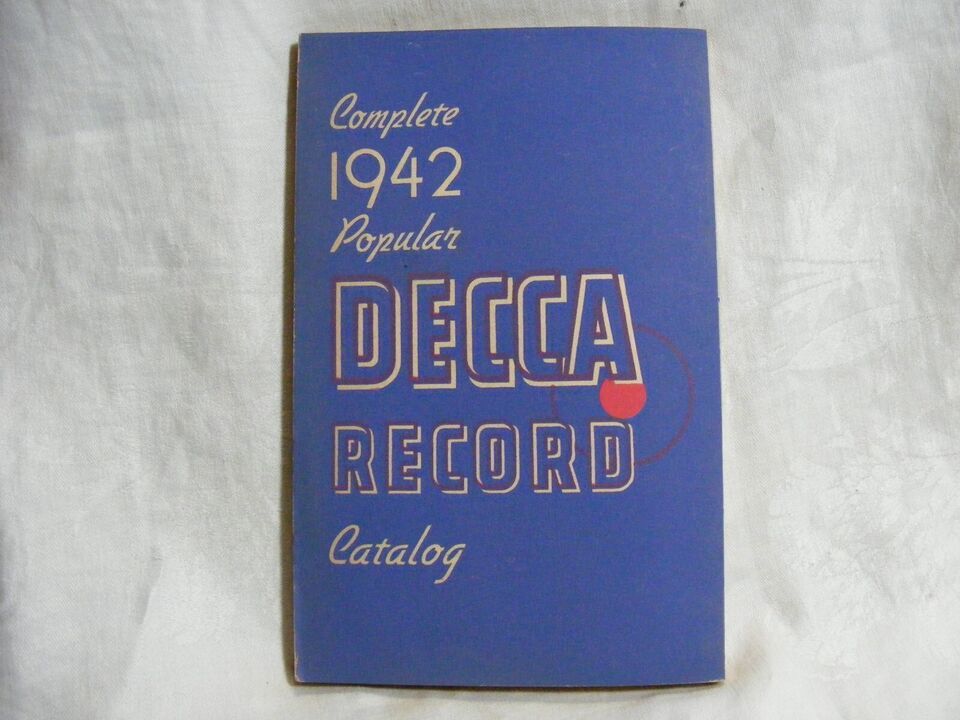 Complete
1942
Popular
DECCA
RECORD
Catalog